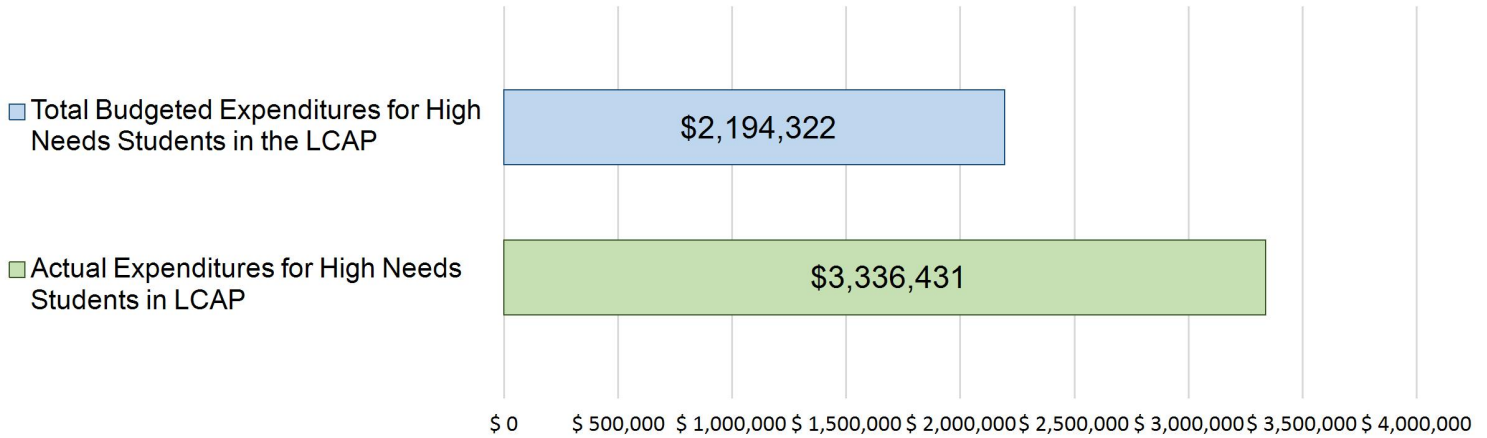 Total Budgeted Expenditures for High
Needs Students in the LCAP
$2,194,322
Actual Expenditures for High Needs
Students in LCAP
$3,336,431
$ 0 $ 500,000 $ 1,000,000 $ 1,500,000 $ 2,000,000 $ 2,500,000 $ 3,000,000 $ 3,500,000 $ 4,000,000